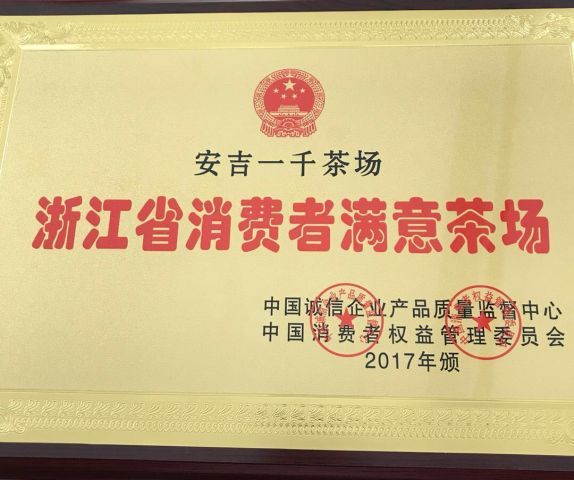 安吉一千茶场
浙江省消费者满意茶场
中国诚信企业产品质量监督中心
中国消费者权益管理委员会
2017年颁